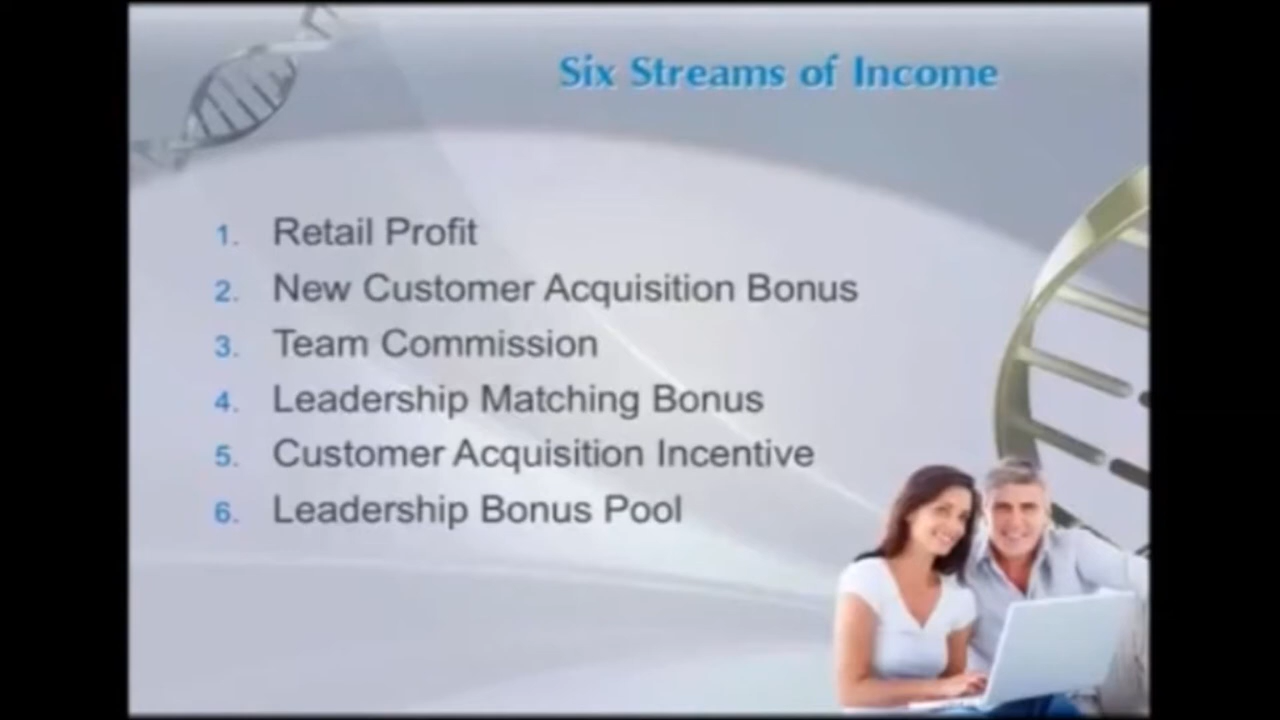 Six Streams of Income
1. Retail Profit
2. New Customer Acquisition Bonus
3. Team Commission
4. Leadership Matching Bonus
5. Customer Acquisition Incentive
6. Leadership Bonus Pool